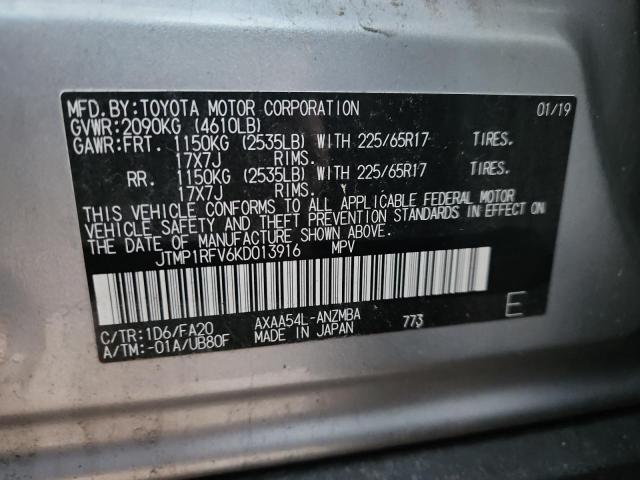 MFD. BY: TOYOTA MOTOR CORPORATION 01/19
GVWR: 2090KG (4610LB)
GAWR: FRT. 1150KG (2535LB) WITH 225/65R17 TIRES.
17X7J RIMS.
RR. 1150KG (2535LB) WITH 225/65R17 TIRES.
17X7J RIMS.
THIS VEHICLE CONFORMS TO ALL APPLICABLE FEDERAL MOTOR
VEHICLE SAFETY AND THEFT PREVENTION STANDARDS IN EFFECT ON
THE DATE OF MANUFACTURE SHOWN ABOVE.
JTMP1RFV6KD013916 MPV
C/TR: 1D6/FA20 AXAA54L-ANZMBA 773 E
A/TM: -01A/UB80F MADE IN JAPAN